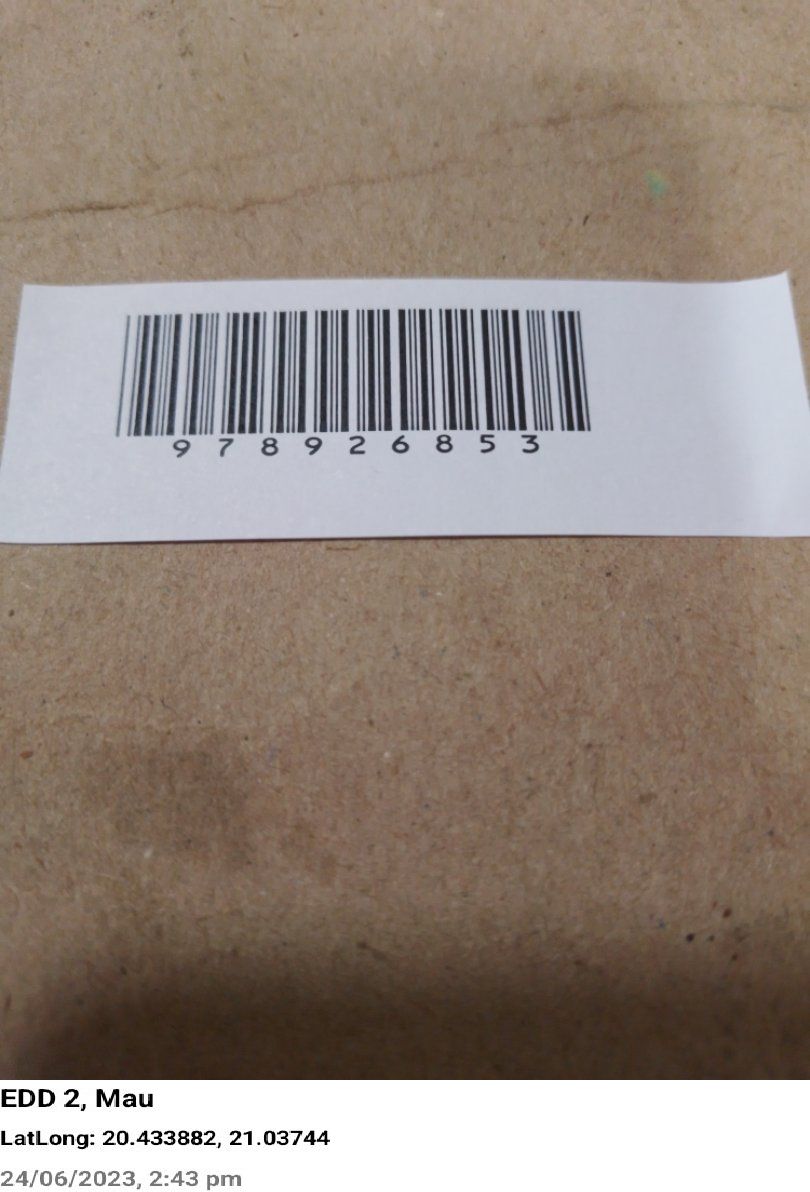 978926853
EDD 2, Mau
LatLong: 20.433882, 21.03744
24/06/2023, 2:43 pm